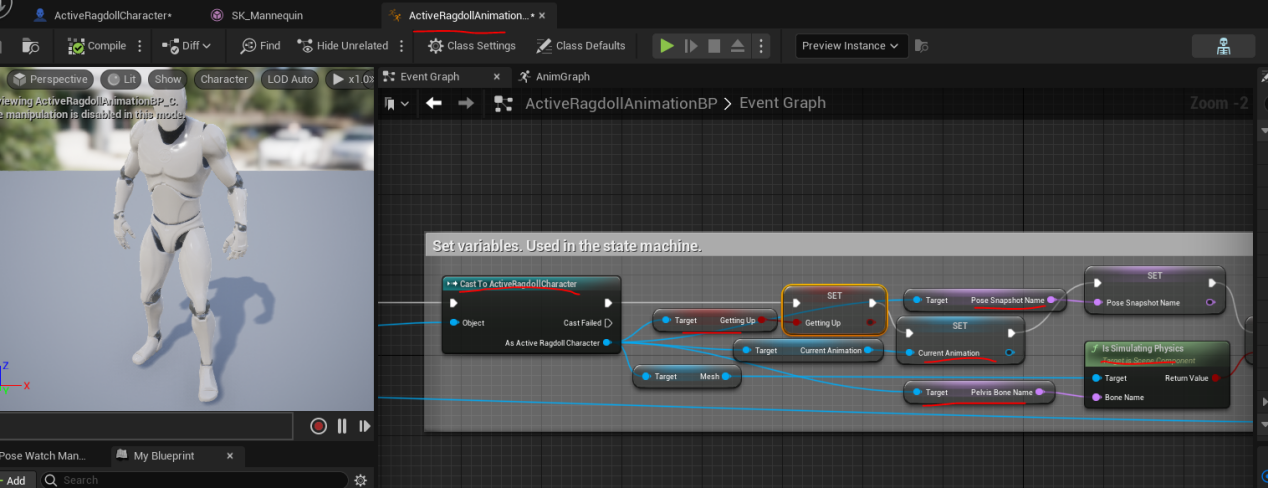 ActiveRagdollCharacter*
SK_Mannequin
ActiveRagdollAnimation...* ×
Compile
Diff
Find
Hide Unrelated
Class Settings
Class Defaults
Preview Instance
Perspective
Lit
Show
Character
LOD Auto
x1.0
iewing ActiveRagdollAnimationBP_C.
e manipulation is disabled in this mode.
Z
X
Event Graph ×
AnimGraph
ActiveRagdollAnimationBP > Event Graph
Zoom -2
Set variables. Used in the state machine.
Cast To ActiveRagdollCharacter
Object
Cast Failed
As Active Ragdoll Character
Target Getting Up
SET
Getting Up
Target Pose Snapshot Name
SET
Pose Snapshot Name
SET
Current Animation
Target Current Animation
Target Mesh
Target Pelvis Bone Name
f Is Simulating Physics
Target is Scene Component
Target Return Value
Bone Name
Pose Watch Man...
My Blueprint ×
Add
Search